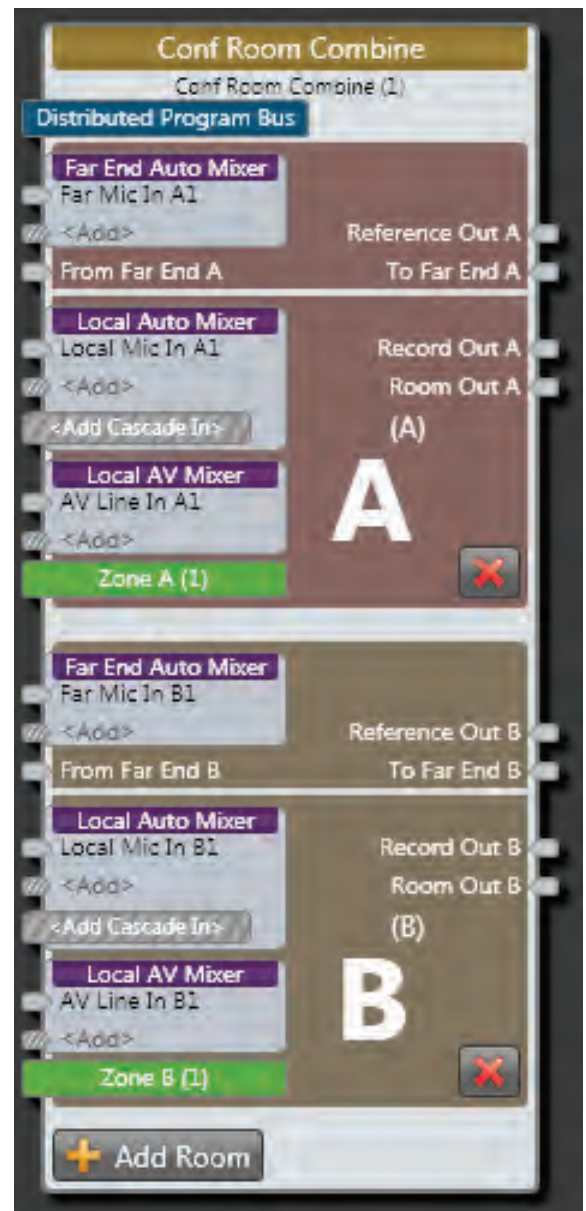 Conf Room Combine
Conf Room Combine (1)
Distributed Program Bus
Far End Auto Mixer
Far Mic In A1
<Add>
Reference Out A
From Far End A
To Far End A
Local Auto Mixer
Local Mic In A1
Record Out A
<Add>
Room Out A
<Add Cascade In>
(A)
Local AV Mixer
A
AV Line In A1
<Add>
Zone A (1)
Far End Auto Mixer
Far Mic In B1
<Add>
Reference Out B
From Far End B
To Far End B
Local Auto Mixer
Local Mic In B1
Record Out B
<Add>
Room Out B
<Add Cascade In>
(B)
Local AV Mixer
B
AV Line In B1
<Add>
Zone B (1)
Add Room